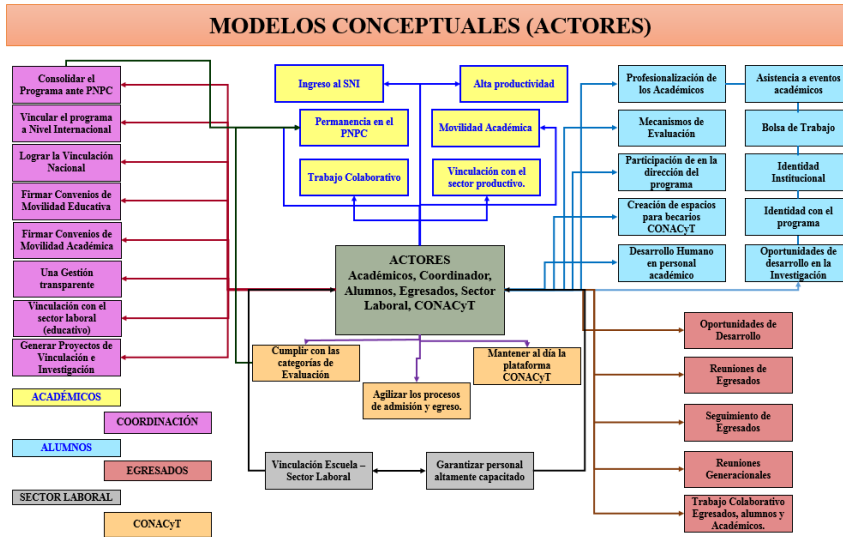 MODELOS CONCEPTUALES (ACTORES)
Consolidar el
Programa ante PNPC
Vincular el programa
a Nivel Internacional
Lograr la Vinculación
Nacional
Firmar Convenios de
Movilidad Educativa
Firmar Convenios de
Movilidad Académica
Una Gestión
transparente
Vinculación con el
sector laboral
(educativo)
Generar Proyectos de
Vinculación e
Investigación
Ingreso al SNI
Alta productividad
Permanencia en el
PNPC
Movilidad Académica
Trabajo Colaborativo
Vinculación con el
sector productivo.
ACTORES
Académicos, Coordinador,
Alumnos, Egresados, Sector
Laboral, CONACyT
Cumplir con las
categorías de
Evaluación
Agilizar los procesos
de admisión y egreso.
Mantener al día la
plataforma
CONACyT
Vinculación Escuela –
Sector Laboral
Garantizar personal
altamente capacitado
Profesionalización de
los Académicos
Mecanismos de
Evaluación
Participación de en la
dirección del
programa
Creación de espacios
para becarios
CONACyT
Desarrollo Humano
en personal
académico
Asistencia a eventos
académicos
Bolsa de Trabajo
Identidad
Institucional
Identidad con el
programa
Oportunidades de
desarrollo en la
Investigación
Oportunidades de
Desarrollo
Reuniones de
Egresados
Seguimiento de
Egresados
Reuniones
Generacionales
Trabajo Colaborativo
Egresados, alumnos y
Académicos.
ACADÉMICOS
COORDINACIÓN
ALUMNOS
EGRESADOS
SECTOR LABORAL
CONACyT